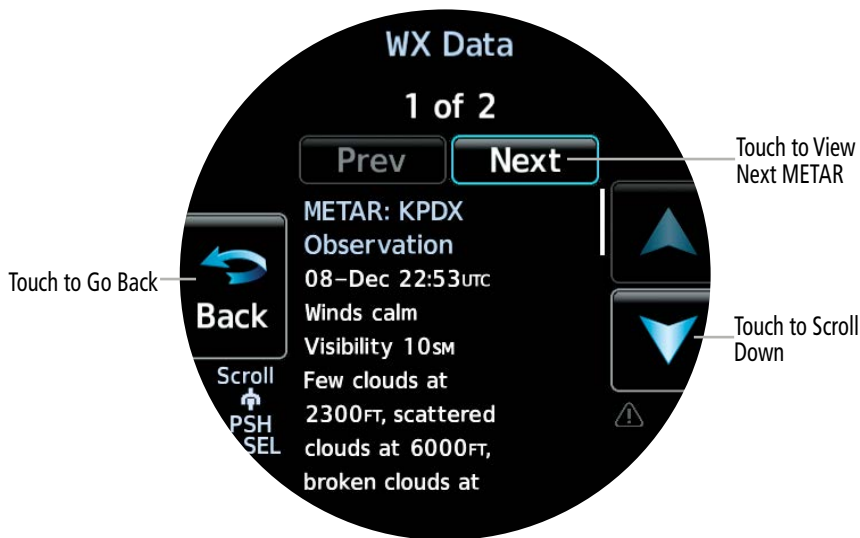 WX Data
1 of 2
Prev
Next
Touch to View
Next METAR
METAR: KPDX
Observation
08-Dec 22:53UTC
Winds calm
Visibility 10SM
Few clouds at
2300FT, scattered
clouds at 6000FT,
broken clouds at
Touch to Go Back
Back
Scroll
PSH
SEL
Touch to Scroll
Down